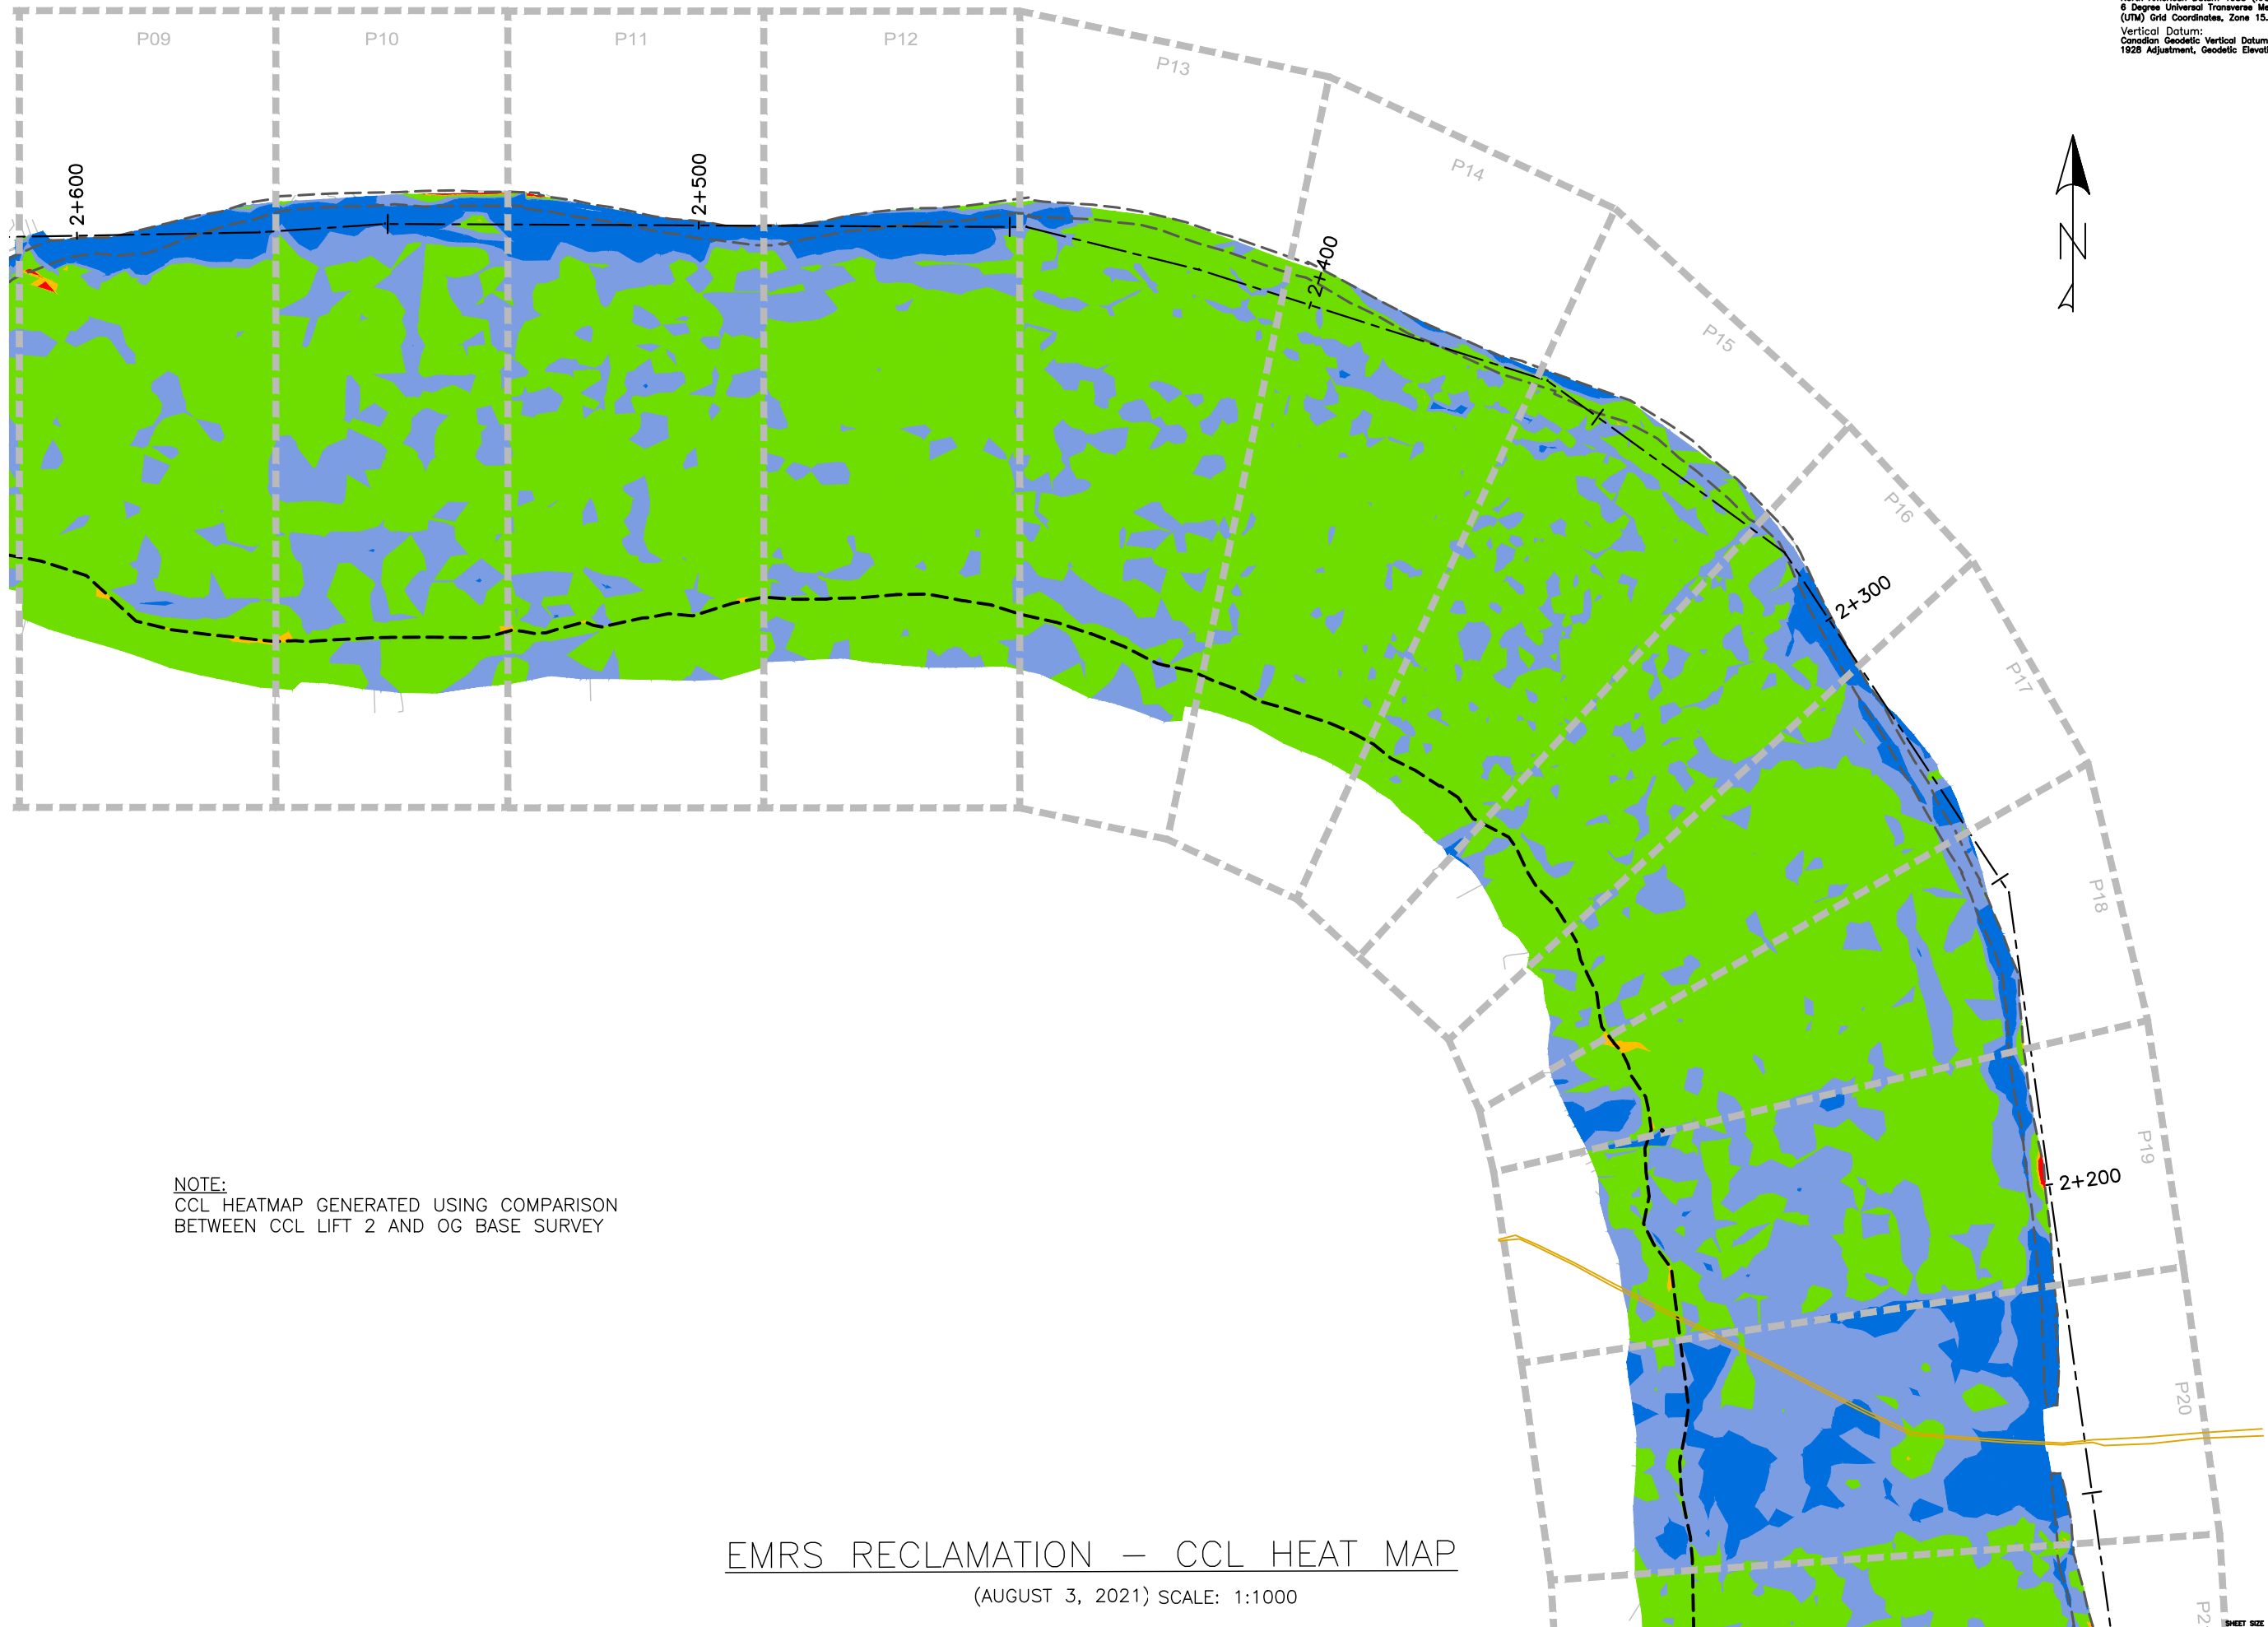 6 Degree Universal Transverse
(UTM) Grid Coordinates, Zone 15.
Vertical Datum:
Canadian Geodetic Vertical Datum
1928 Adjustment, Geodetic
P09
P10
P11
P12
P13
P14
P15
P16
P17
P18
P19
P20
2+600
2+500
2+400
2+300
2+200
N
NOTE:
CCL HEATMAP GENERATED USING COMPARISON
BETWEEN CCL LIFT 2 AND OG BASE SURVEY
EMRS RECLAMATION – CCL HEAT MAP
(AUGUST 3, 2021) SCALE: 1:1000
SHEET SIZE